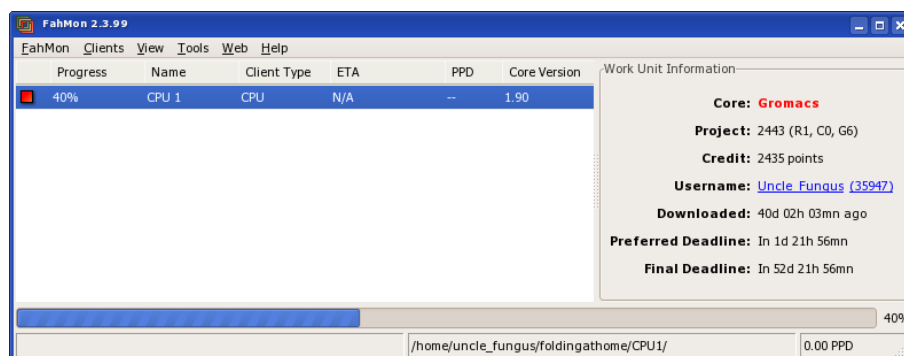 FahMon 2.3.99
FahMon Clients View Tools Web Help
Progress Name Client Type ETA PPD Core Version
40% CPU 1 CPU N/A -- 1.90
Work Unit Information
Core: Gromacs
Project: 2443 (R1, C0, G6)
Credit: 2435 points
Username: Uncle_Fungus (35947)
Downloaded: 40d 02h 03mn ago
Preferred Deadline: In 1d 21h 56mn
Final Deadline: In 52d 21h 56mn
40%
/home/uncle_fungus/foldingathome/CPU1/ 0.00 PPD